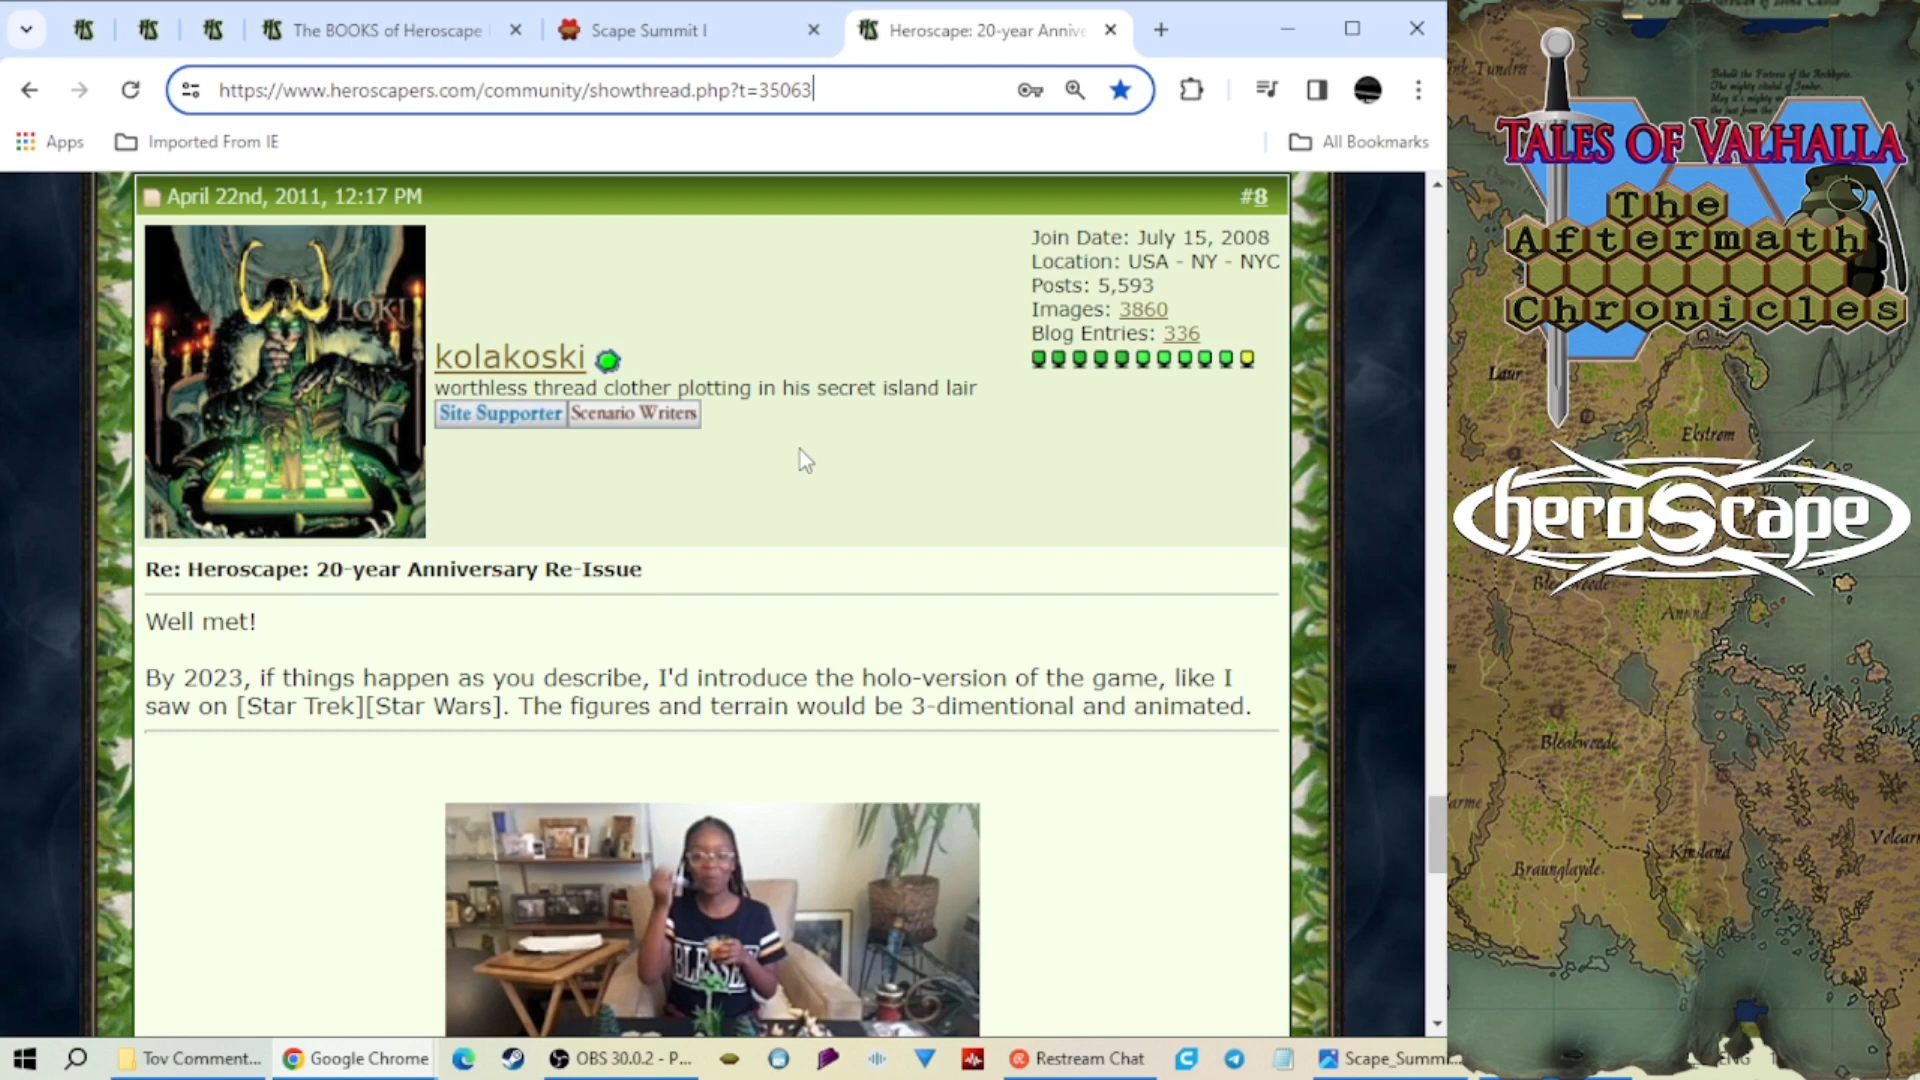 The BOOKS of Heroscape
Scape Summit I
Heroscape: 20-year Annive
https://www.heroscapers.com/community/showthread.php?t=35063
Apps
Imported From IE
All Bookmarks
April 22nd, 2011, 12:17 PM
#8
LOKI
kolakoski
worthless thread clother plotting in his secret island lair
Site Supporter
Scenario Writers
Join Date: July 15, 2008
Location: USA - NY - NYC
Posts: 5,593
Images: 3860
Blog Entries: 336
Re: Heroscape: 20-year Anniversary Re-Issue
Well met!
By 2023, if things happen as you describe, I'd introduce the holo-version of the game, like I
saw on [Star Trek][Star Wars]. The figures and terrain would be 3-dimentional and animated.
Tov Comment...
Google Chrome
OBS 30.0.2 - P...
Restream Chat
Scape_Summi...
TALES OF VALHALLA
The
Aftermath
Chronicles
Laur
Ekstrom
heroScape
Anund
Bleakwoode
Braunglayde
Kinsland